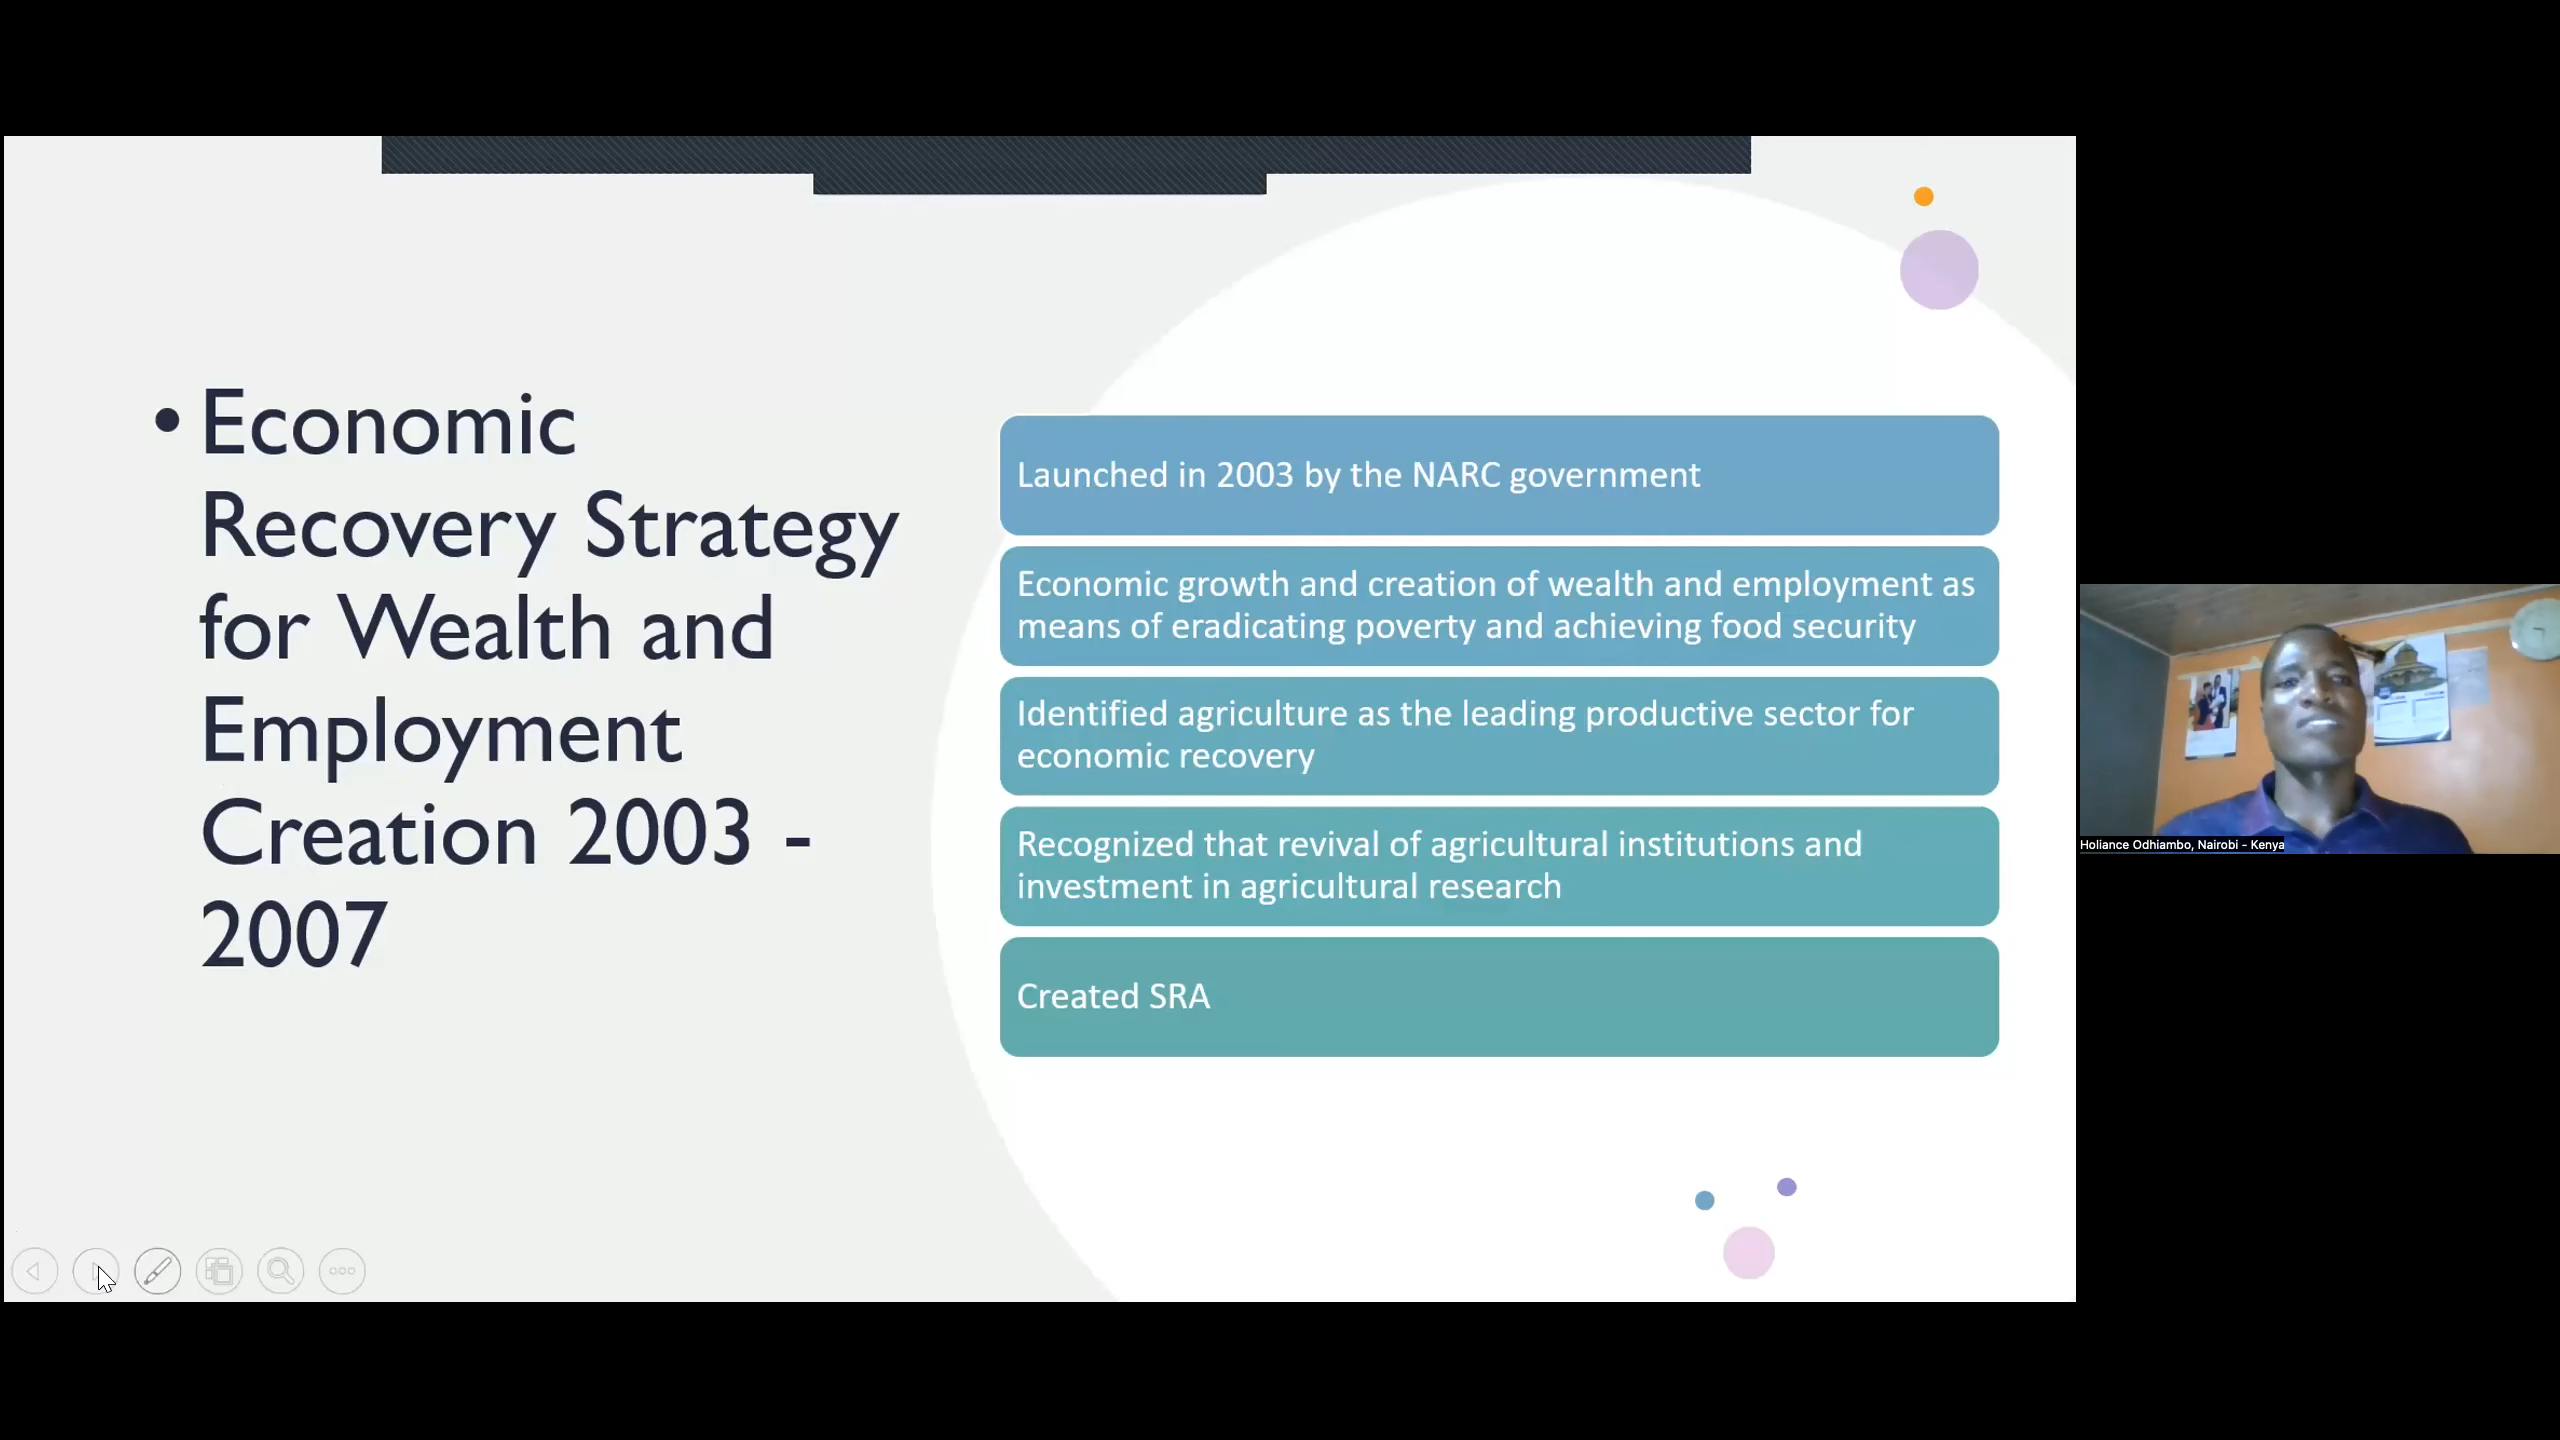 • Economic
Recovery Strategy
for Wealth and
Employment
Creation 2003 -
2007
Launched in 2003 by the NARC government
Economic growth and creation of wealth and employment as
means of eradicating poverty and achieving food security
Identified agriculture as the leading productive sector for
economic recovery
Recognized that revival of agricultural institutions and
investment in agricultural research
Created SRA
Holiance Odhiambo, Nairobi - Kenya